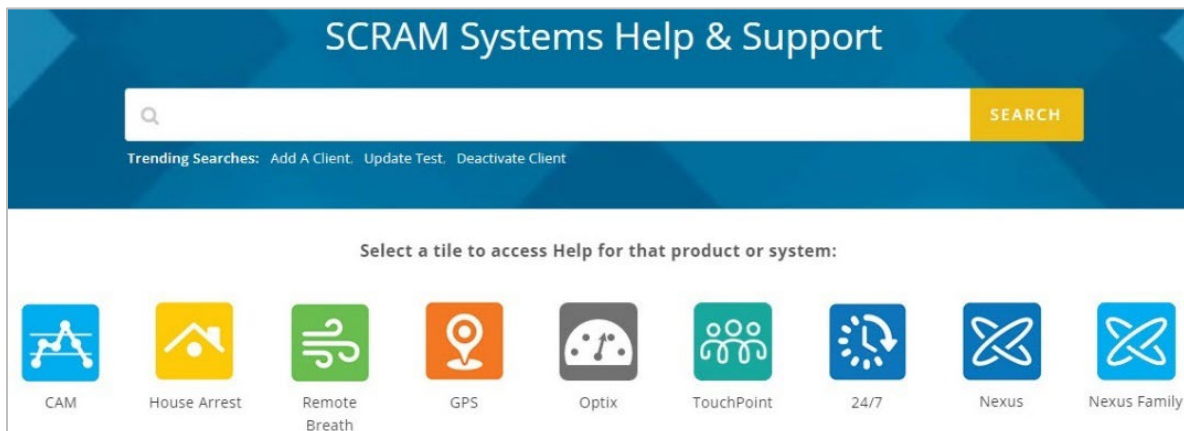 SCRAM Systems Help & Support
SEARCH
Trending Searches: Add A Client, Update Test, Deactivate Client
Select a tile to access Help for that product or system:
CAM
House Arrest
Remote
Breath
GPS
Optix
TouchPoint
24/7
Nexus
Nexus Family